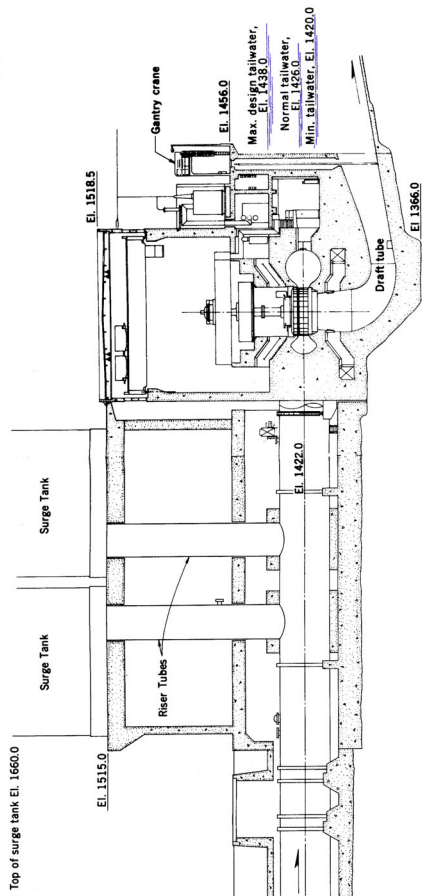 Top of surge tank El. 1660.0
Surge Tank
Surge Tank
El. 1515.0
Riser Tubes
El. 1518.5
Gantry crane
El. 1456.0
Max. design tailwater,
El. 1438.0
Normal tailwater,
El. 1426.0
Min. tailwater, El. 1420.0
El. 1422.0
Draft tube
El 1366.0